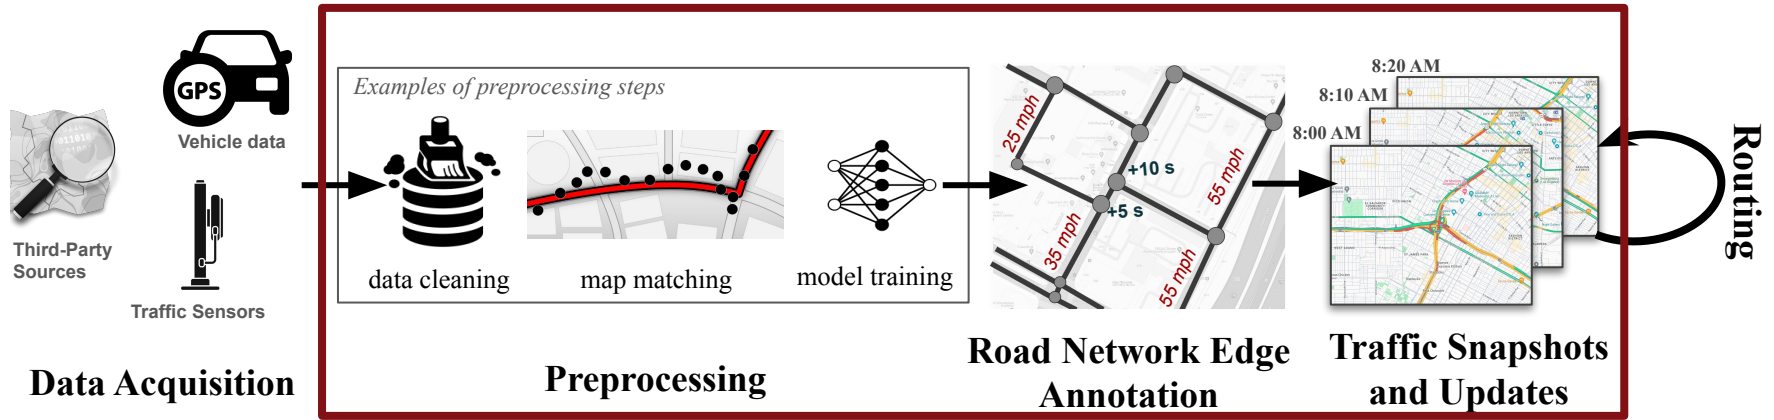 GPS
Vehicle data
Third-Party
Sources
Traffic Sensors
Data Acquisition
Examples of preprocessing steps
data cleaning
map matching
model training
Preprocessing
25 mph
+10 s
55 mph
+5 s
35 mph
55 mph
Road Network Edge
Annotation
8:20 AM
8:10 AM
8:00 AM
Traffic Snapshots
and Updates
Routing